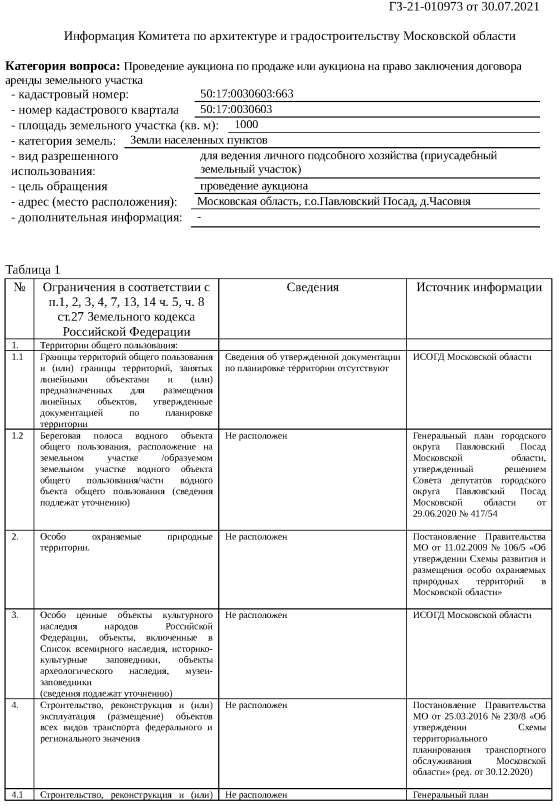 ГЗ-21-010973 от 30.07.2021
Информация Комитета по архитектуре и градостроительству Московской области
Категория вопроса: Проведение аукциона по продаже или аукциона на право заключения договора
аренды земельного участка
- кадастровый номер: 50:17:0030603:663
- номер кадастрового квартала 50:17:0030603
- площадь земельного участка (кв. м): 1000
- категория земель: Земли населенных пунктов
- вид разрешенного использования: для ведения личного подсобного хозяйства (приусадебный
земельный участок)
- цель обращения проведение аукциона
- адрес (место расположения): Московская область, г.о.Павловский Посад, д.Часовня
- дополнительная информация: -
Таблица 1
№ Ограничения в соответствии с
п.1, 2, 3, 4, 7, 13, 14 ч. 5, ч. 8
ст.27 Земельного кодекса
Российской Федерации
Сведения
Источник информации
1. Территории общего пользования:
1.1 Границы территорий общего пользования
и (или) границы территорий, занятых
линейными объектами и (или)
предназначенных для размещения
линейных объектов, утвержденные
документацией по планировке
территории
Сведения об утвержденной документации
по планировке территории отсутствуют
ИСОГД Московской области
1.2 Береговая полоса водного объекта
общего пользования, расположение на
земельном участке /образуемом
земельном участке водного объекта
общего пользования/части водного
бъекта общего пользования (сведения
подлежат уточнению)
Не расположен
Генеральный план городского
округа Павловский Посад
Московской области,
утвержденный решением
Совета депутатов городского
округа Павловский Посад
Московской области от
29.06.2020 № 417/54
2. Особо охраняемые природные
территории.
Не расположен
Постановление Правительства
МО от 11.02.2009 № 106/5 «Об
утверждении Схемы развития и
размещения особо охраняемых
природных территорий в
Московской области»
3. Особо ценные объекты культурного
наследия народов Российской
Федерации, объекты, включенные в
Список всемирного наследия, историко-
культурные заповедники, объекты
археологического наследия, музеи-
заповедники
(сведения подлежат уточнению)
Не расположен
ИСОГД Московской области
4. Строительство, реконструкция и (или)
эксплуатация (размещение) объектов
всех видов транспорта федерального и
регионального значения
Не расположен
Постановление Правительства
МО от 25.03.2016 № 230/8 «Об
утверждении Схемы
территориального
планирования транспортного
обслуживания Московской
области» (ред. от 30.12.2020)
4.1 Строительство, реконструкция и (или)
Не расположен
Генеральный план